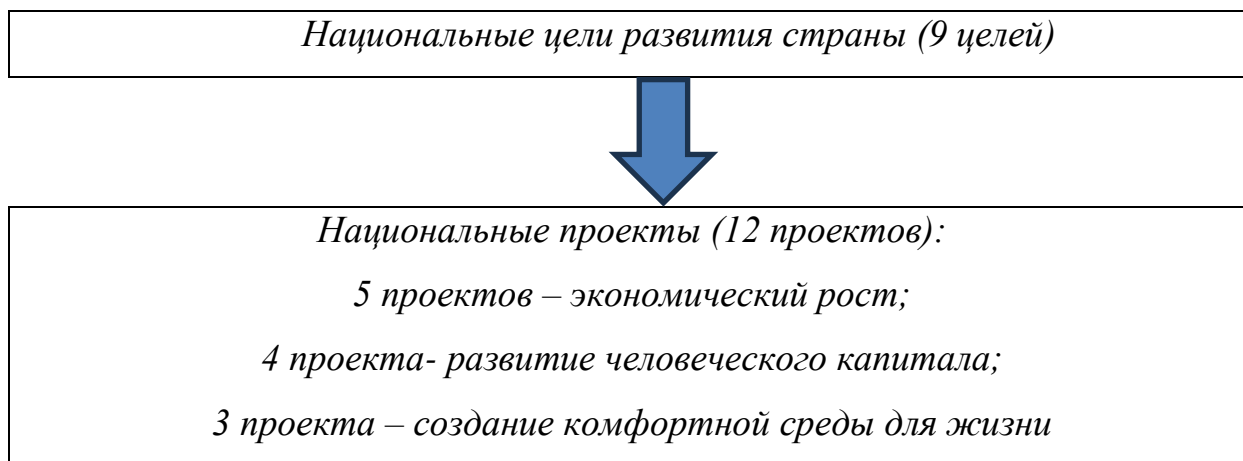 Национальные цели развития страны (9 целей)
Национальные проекты (12 проектов):
5 проектов – экономический рост;
4 проекта- развитие человеческого капитала;
3 проекта – создание комфортной среды для жизни